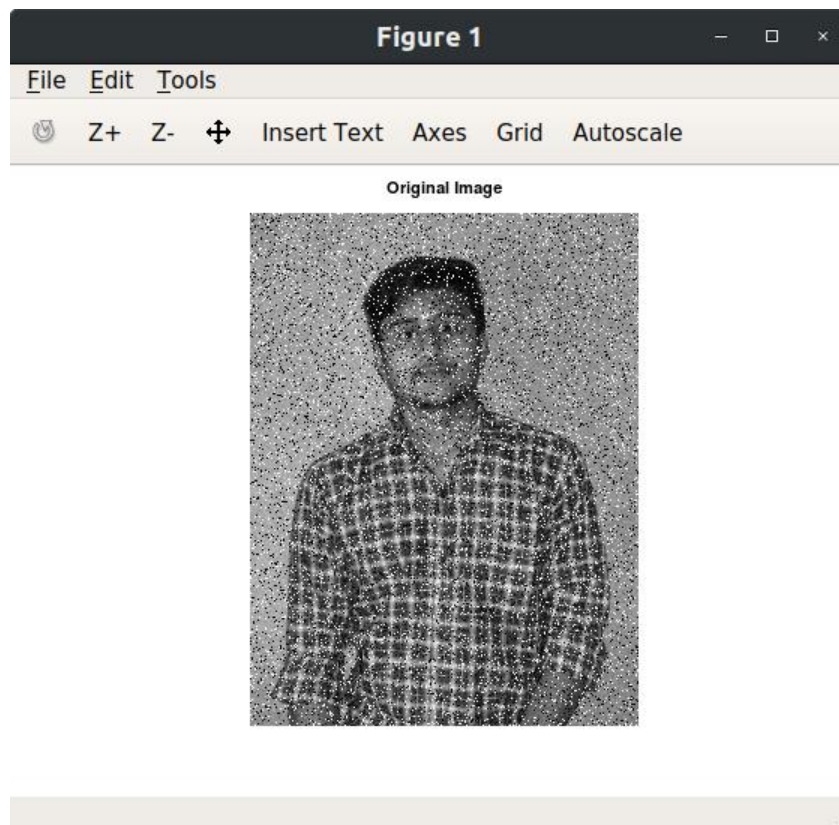 Figure 1
File Edit Tools
Z+ Z- Insert Text Axes Grid Autoscale
Original Image